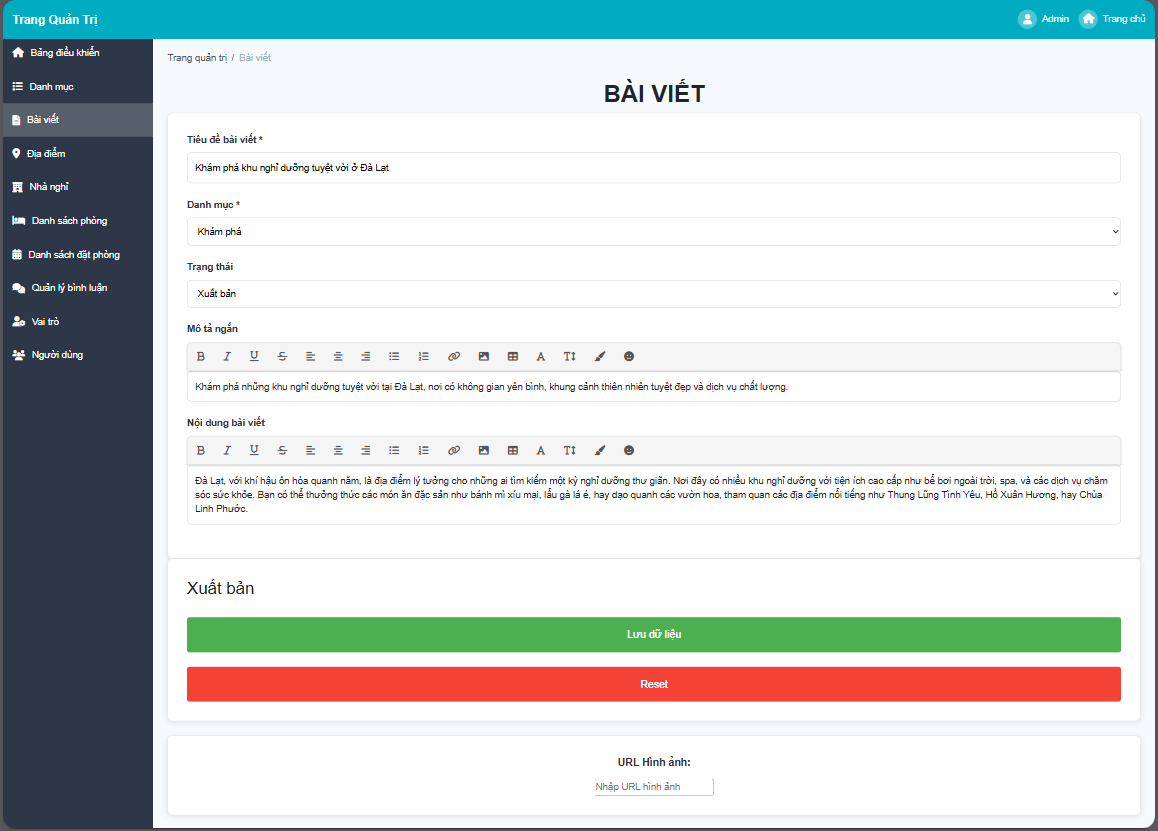 Trang Quản Trị
Admin
Trang chủ
Bảng điều khiển
Danh mục
Bài viết
Địa điểm
Nhà nghỉ
Danh sách phòng
Danh sách đặt phòng
Quản lý bình luận
Vai trò
Người dùng
Trang quản trị / Bài viết
BÀI VIẾT
Tiêu đề bài viết *
Khám phá khu nghỉ dưỡng tuyệt vời ở Đà Lạt
Danh mục *
Khám phá
Trạng thái
Xuất bản
Mô tả ngắn
Khám phá những khu nghỉ dưỡng tuyệt vời tại Đà Lạt, nơi có không gian yên bình, khung cảnh thiên nhiên tuyệt đẹp và dịch vụ chất lượng.
Nội dung bài viết
Đà Lạt, với khí hậu ôn hòa quanh năm, là địa điểm lý tưởng cho những ai tìm kiếm một kỳ nghỉ dưỡng thư giãn. Nơi đây có nhiều khu nghỉ dưỡng với tiện ích cao cấp như bể bơi ngoài trời, spa, và các dịch vụ chăm
sóc sức khỏe. Bạn có thể thưởng thức các món ăn đặc sản như bánh mì xíu mại, lẩu gà lá é, hay dạo quanh các vườn hoa, tham quan các địa điểm nổi tiếng như Thung Lũng Tình Yêu, Hồ Xuân Hương, hay Chùa
Linh Phước.
Xuất bản
Lưu dữ liệu
Reset
URL Hình ảnh:
Nhập URL hình ảnh